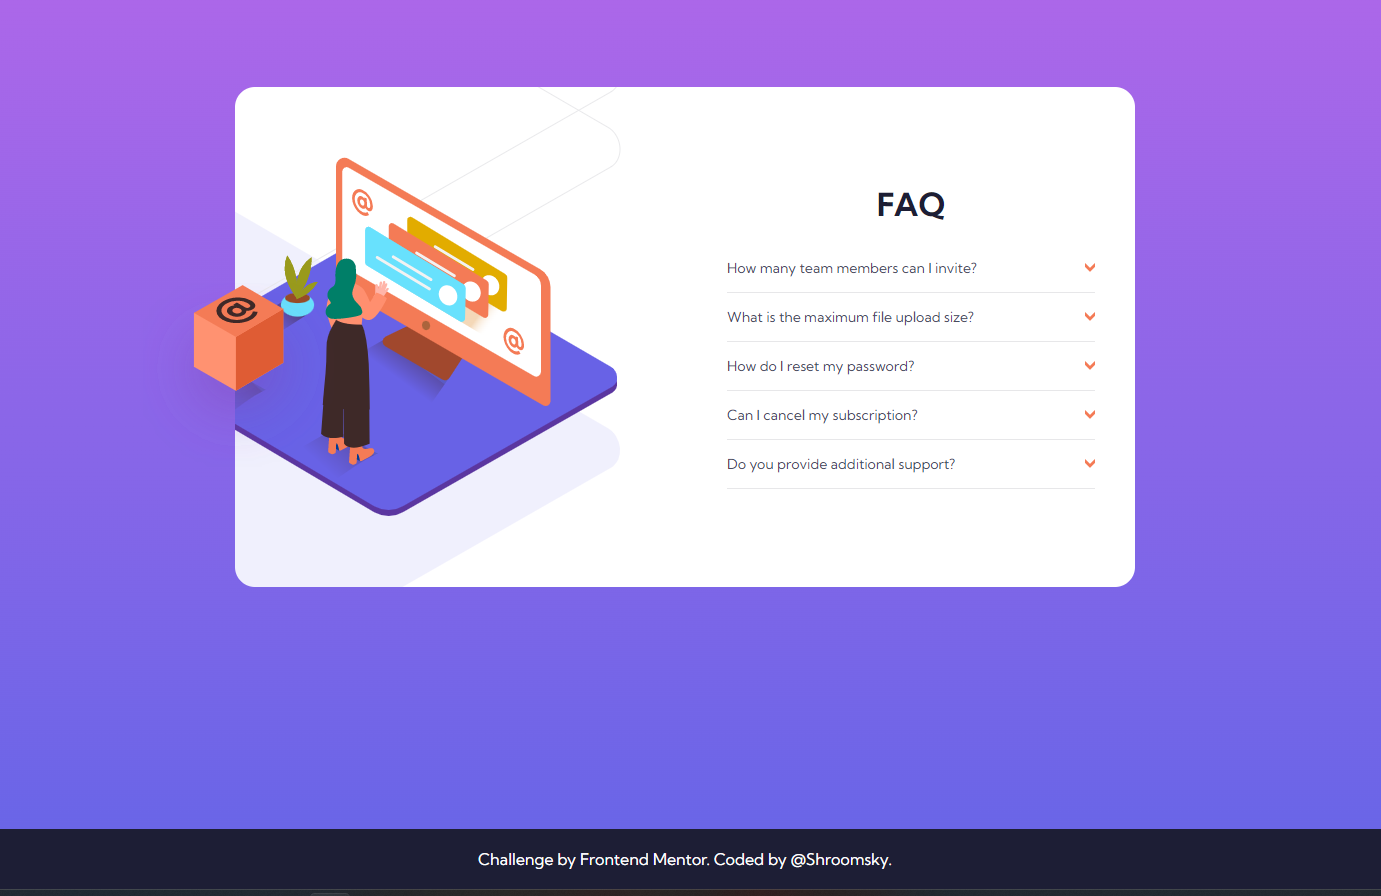 @
@
@
FAQ
How many team members can I invite?
What is the maximum file upload size?
How do I reset my password?
Can I cancel my subscription?
Do you provide additional support?
Challenge by Frontend Mentor. Coded by @Shroomsky.